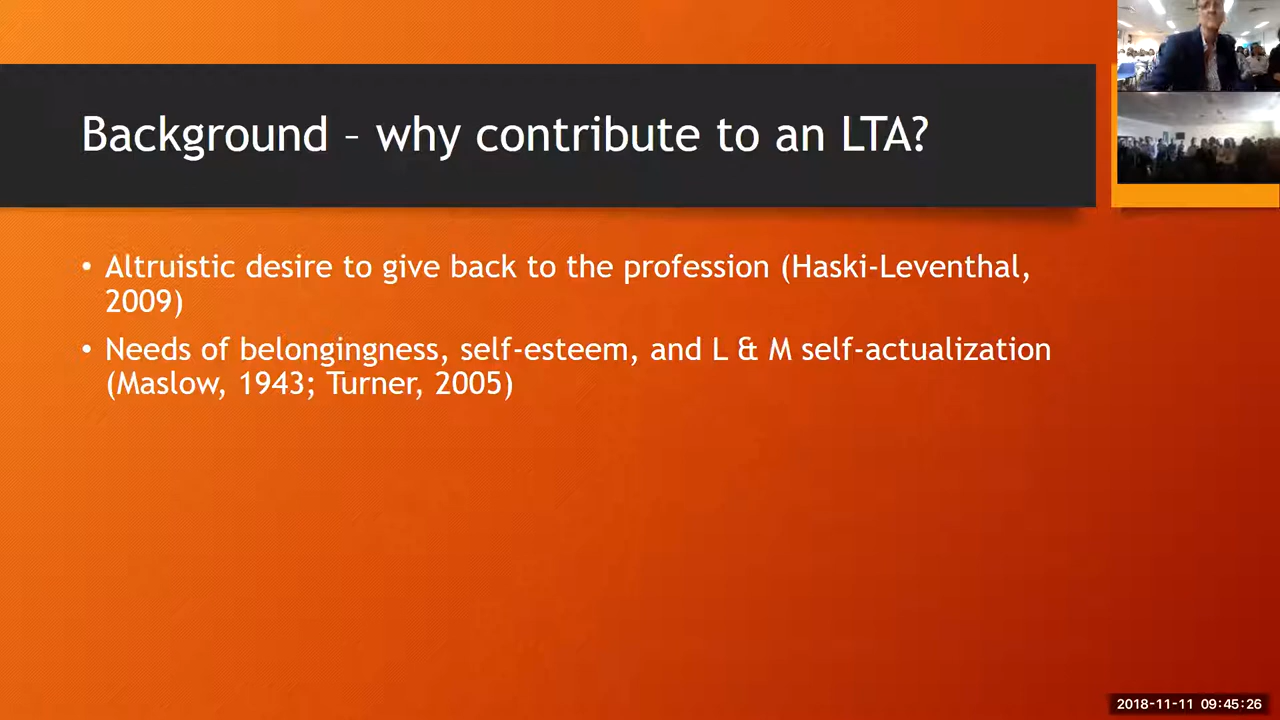 Background – why contribute to an LTA?
• Altruistic desire to give back to the profession (Haski-Leventhal,
2009)
• Needs of belongingness, self-esteem, and L & M self-actualization
(Maslow, 1943; Turner, 2005)
2018-11-11 09:45:26